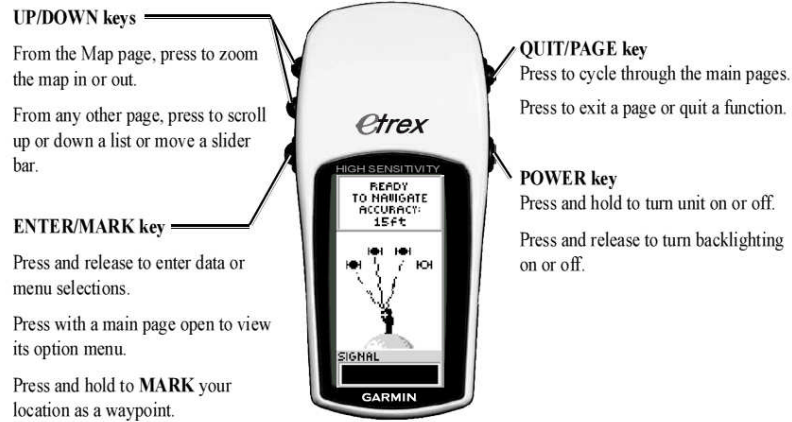 UP/DOWN keys
From the Map page, press to zoom
the map in or out.
From any other page, press to scroll
up or down a list or move a slider
bar.
ENTER/MARK key
Press and release to enter data or
menu selections.
Press with a main page open to view
its option menu.
Press and hold to MARK your
location as a waypoint.
etrex
HIGH SENSITIVITY
READY
TO NAVIGATE
ACCURACY:
15ft
SIGNAL
GARMIN
QUIT/PAGE key
Press to cycle through the main pages.
Press to exit a page or quit a function.
POWER key
Press and hold to turn unit on or off.
Press and release to turn backlighting
on or off.